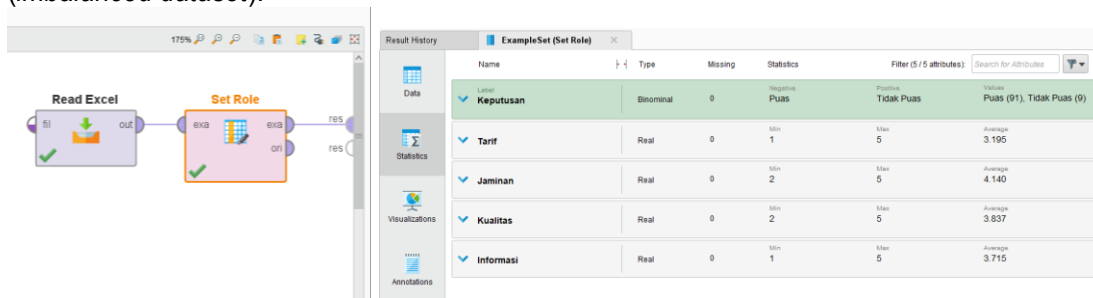 (imbalanced dataset).
175%
Read Excel
fil
out
Set Role
exa
exa
ori
res
res
Result History
ExampleSet (Set Role)
Name
Type
Missing
Statistics
Filter (5 / 5 attributes):
Search for Attributes
Data
Statistics
Visualizations
Annotations
Label
Keputusan
Binominal
0
Negative
Puas
Positive
Tidak Puas
Values
Puas (91), Tidak Puas (9)
Tarif
Real
0
Min
1
Max
5
Average
3.195
Jaminan
Real
0
Min
2
Max
5
Average
4.140
Kualitas
Real
0
Min
2
Max
5
Average
3.837
Informasi
Real
0
Min
1
Max
5
Average
3.715